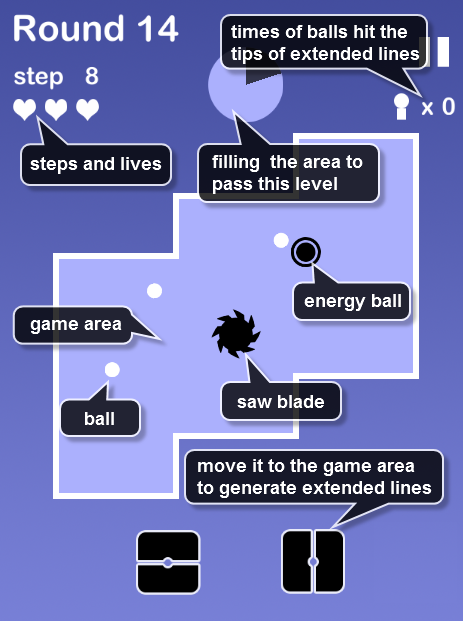 Round 14
times of balls hit the
tips of extended lines
step 8
x 0
steps and lives
filling the area to
pass this level
energy ball
game area
saw blade
ball
move it to the game area
to generate extended lines